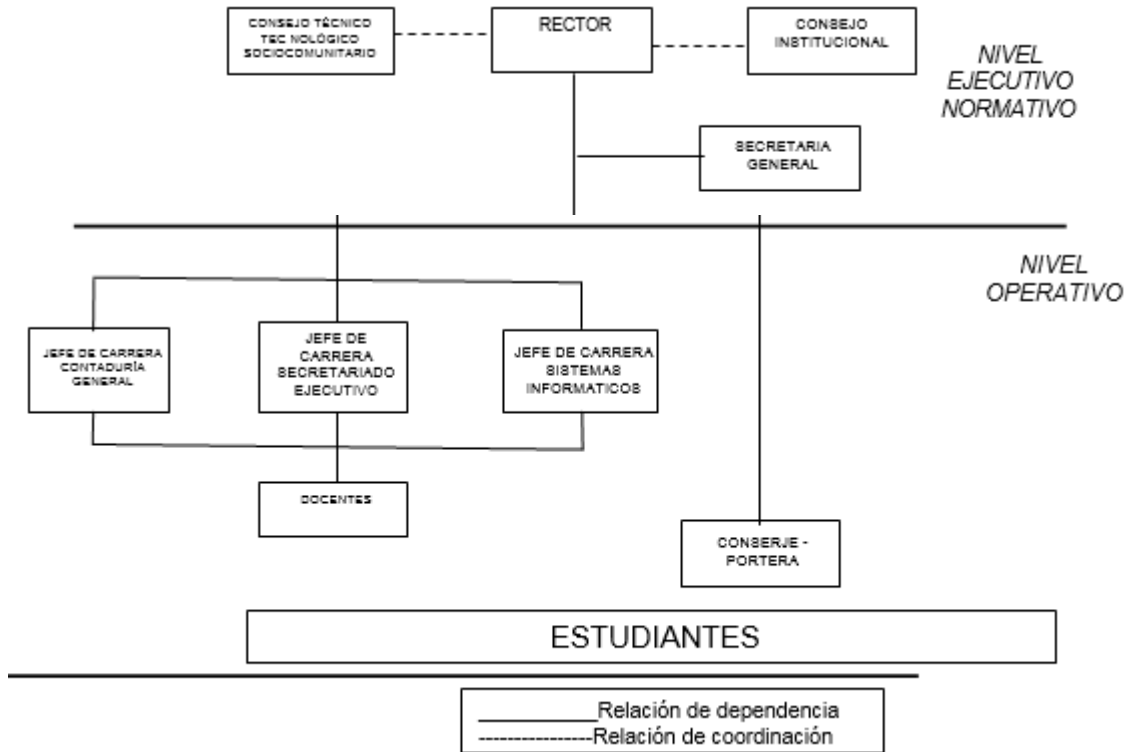 CONSEJO TÉCNICO
TEC NOLÓGICO
SOCIOCOMUNITARIO
RECTOR
CONSEJO
INSTITUCIONAL
NIVEL
EJECUTIVO
NORMATIVO
SECRETARIA
GENERAL
NIVEL
OPERATIVO
JEFE DE CARRERA
CONTADURÍA
GENERAL
JEFE DE
CARRERA
SECRETARIADO
EJECUTIVO
JEFE DE CARRERA
SISTEMAS
INFORMATICOS
DOCENTES
CONSERJE -
PORTERA
ESTUDIANTES
___________Relación de dependencia
----------------Relación de coordinación